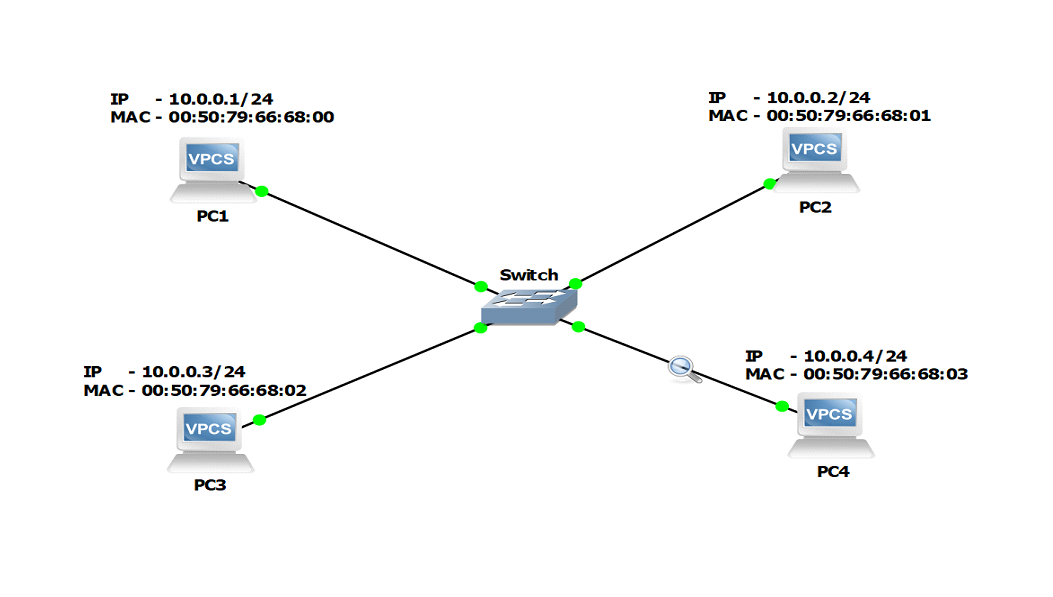 IP - 10.0.0.1/24
MAC - 00:50:79:66:68:00
VPCS
PC1
IP - 10.0.0.2/24
MAC - 00:50:79:66:68:01
VPCS
PC2
Switch
IP - 10.0.0.3/24
MAC - 00:50:79:66:68:02
VPCS
PC3
IP - 10.0.0.4/24
MAC - 00:50:79:66:68:03
VPCS
PC4